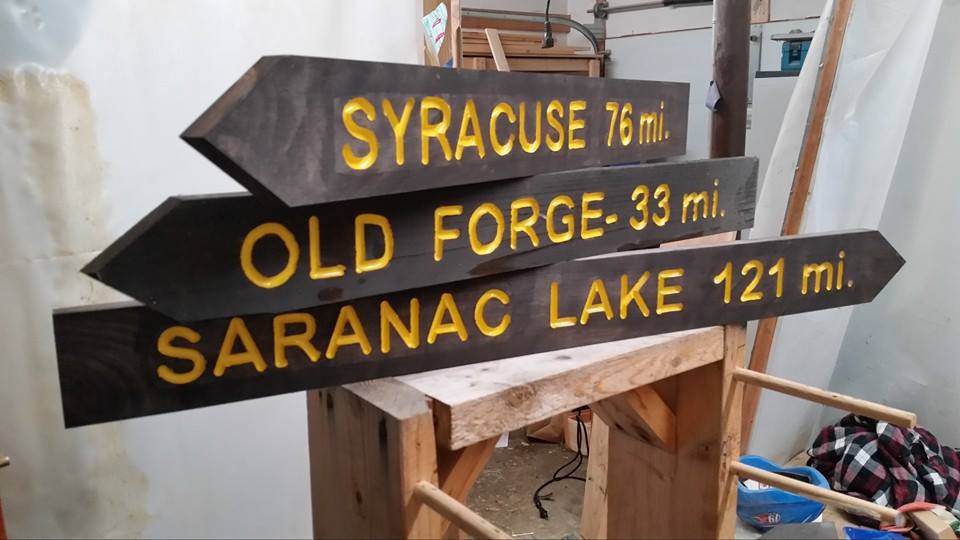 SYRACUSE 76 mi.
OLD FORGE- 33 mi.
SARANAC LAKE 121 mi.